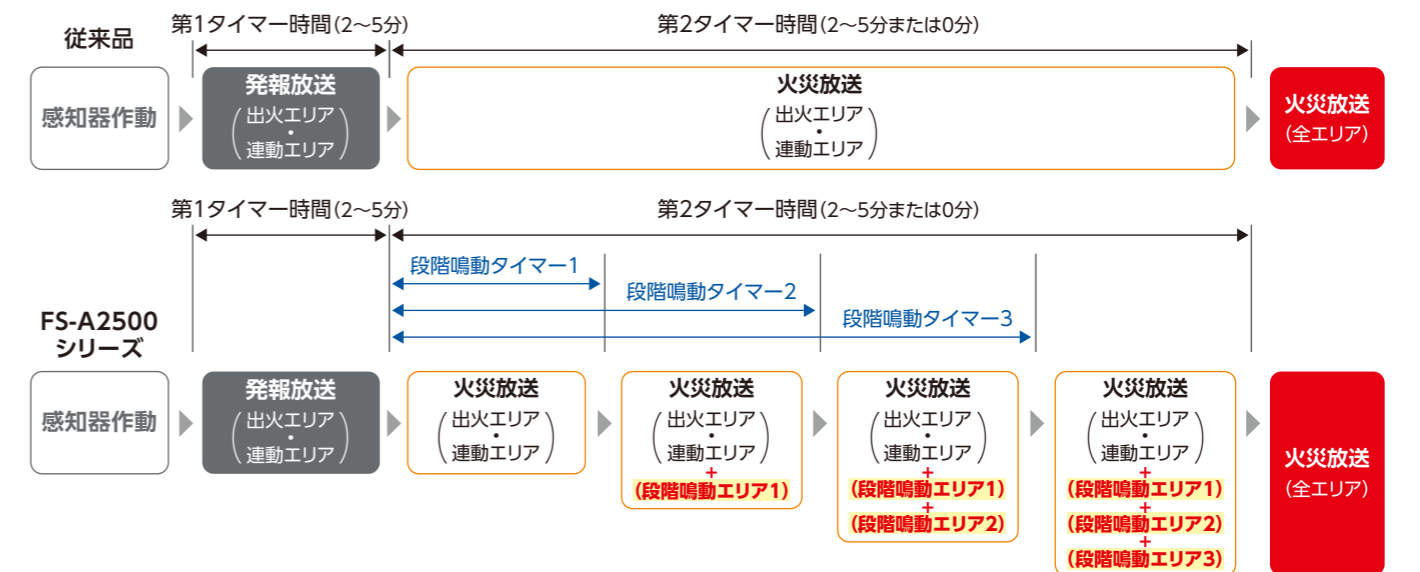 従来品
第1タイマー時間(2〜5分)
第2タイマー時間(2〜5分または0分)
感知器作動
発報放送
(出火エリア
・
連動エリア)
火災放送
(出火エリア
・
連動エリア)
火災放送
(全エリア)
第1タイマー時間(2〜5分)
第2タイマー時間(2〜5分または0分)
段階鳴動タイマー1
段階鳴動タイマー2
段階鳴動タイマー3
FS-A2500
シリーズ
感知器作動
発報放送
(出火エリア
・
連動エリア)
火災放送
(出火エリア
・
連動エリア)
火災放送
(出火エリア
・
連動エリア)
+
(段階鳴動エリア1)
火災放送
(出火エリア
・
連動エリア)
+
(段階鳴動エリア1)
+
(段階鳴動エリア2)
火災放送
(出火エリア
・
連動エリア)
+
(段階鳴動エリア1)
+
(段階鳴動エリア2)
+
(段階鳴動エリア3)
火災放送
(全エリア)